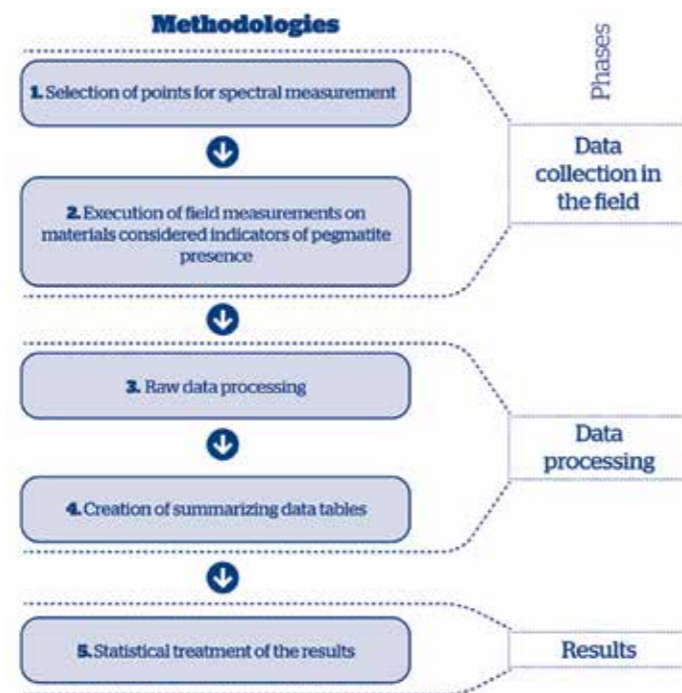 Methodologies
Phases
1. Selection of points for spectral measurement
2. Execution of field measurements on
materials considered indicators of pegmatite
presence
Data
collection in
the field
3. Raw data processing
4. Creation of summarizing data tables
Data
processing
5. Statistical treatment of the results
Results